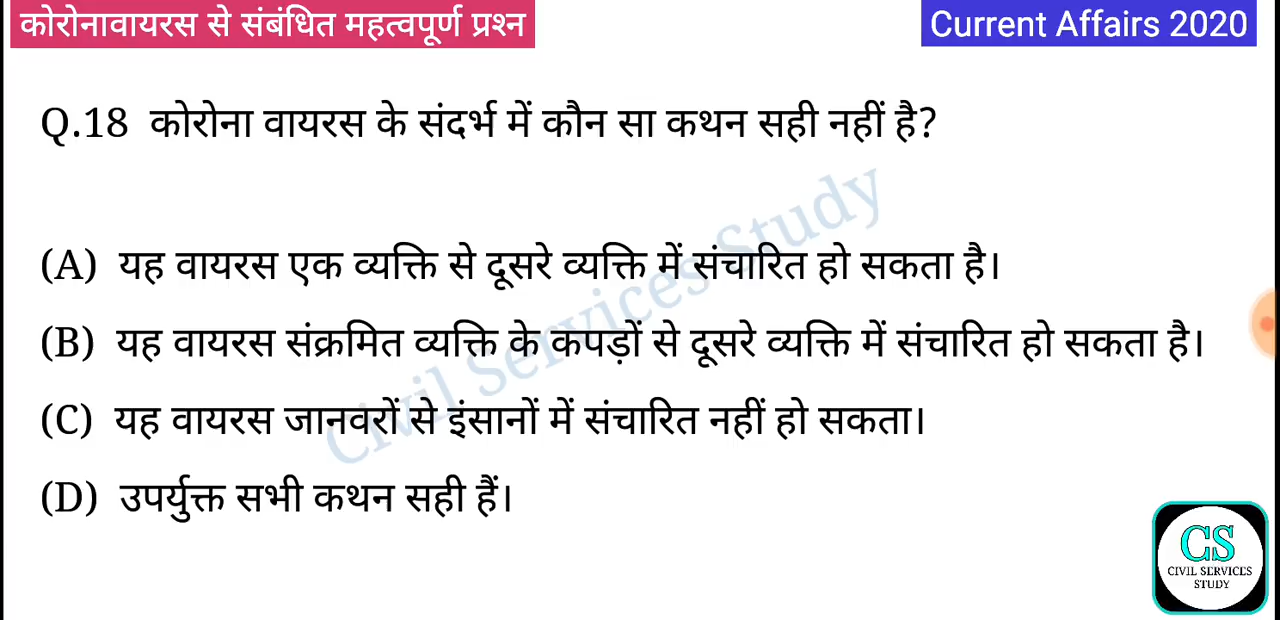 कोरोनावायरस से संबंधित महत्वपूर्ण प्रश्न
Current Affairs 2020
Q.18 कोरोना वायरस के संदर्भ में कौन सा कथन सही नहीं है?
(A) यह वायरस एक व्यक्ति से दूसरे व्यक्ति में संचारित हो सकता है।
(B) यह वायरस संक्रमित व्यक्ति के कपड़ों से दूसरे व्यक्ति में संचारित हो सकता है।
(C) यह वायरस जानवरों से इंसानों में संचारित नहीं हो सकता।
(D) उपर्युक्त सभी कथन सही हैं।
Civil Services Study
CS
CIVIL SERVICES
STUDY